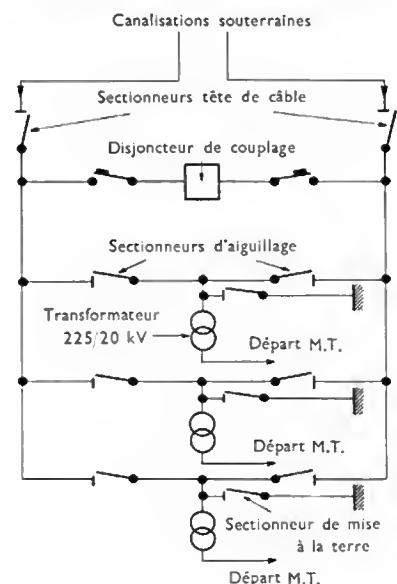 Canalisations souterraines
Sectionneurs tête de câble
Disjoncteur de couplage
Sectionneurs d'aiguillage
Transformateur
225/20 kV
Départ M.T.
Départ M.T.
Sectionneur de mise
à la terre
Départ M.T.